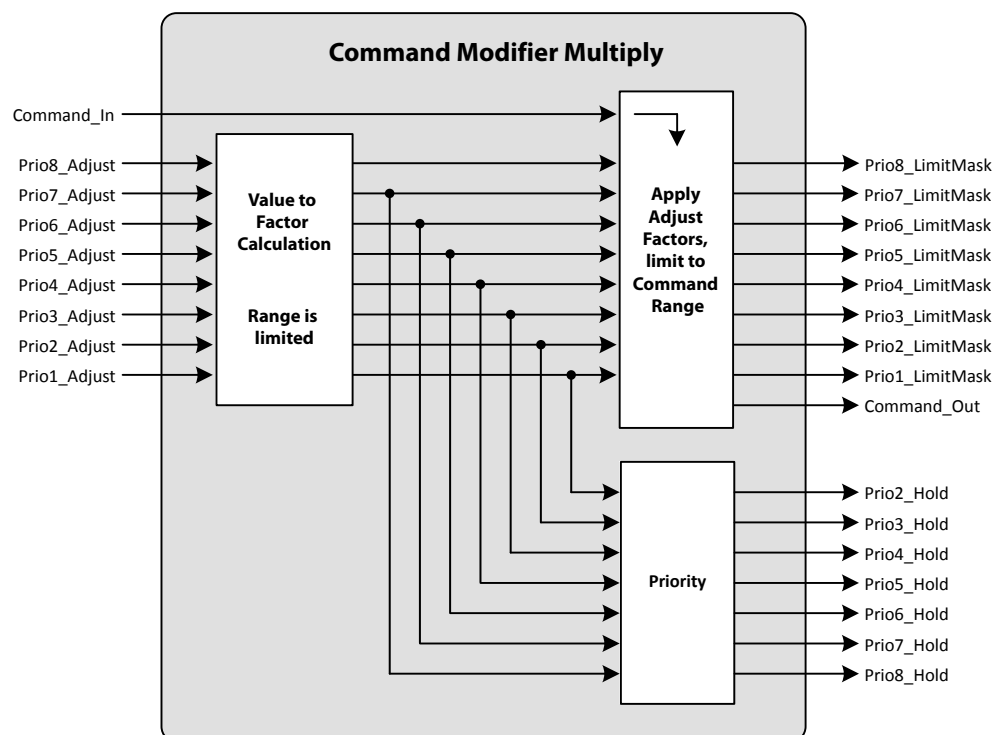 Command Modifier Multiply
Command_In
Prio8_Adjust
Prio7_Adjust
Prio6_Adjust
Prio5_Adjust
Prio4_Adjust
Prio3_Adjust
Prio2_Adjust
Prio1_Adjust
Value to
Factor
Calculation
Range is
limited
Apply
Adjust
Factors,
limit to
Command
Range
Prio8_LimitMask
Prio7_LimitMask
Prio6_LimitMask
Prio5_LimitMask
Prio4_LimitMask
Prio3_LimitMask
Prio2_LimitMask
Prio1_LimitMask
Command_Out
Priority
Prio2_Hold
Prio3_Hold
Prio4_Hold
Prio5_Hold
Prio6_Hold
Prio7_Hold
Prio8_Hold